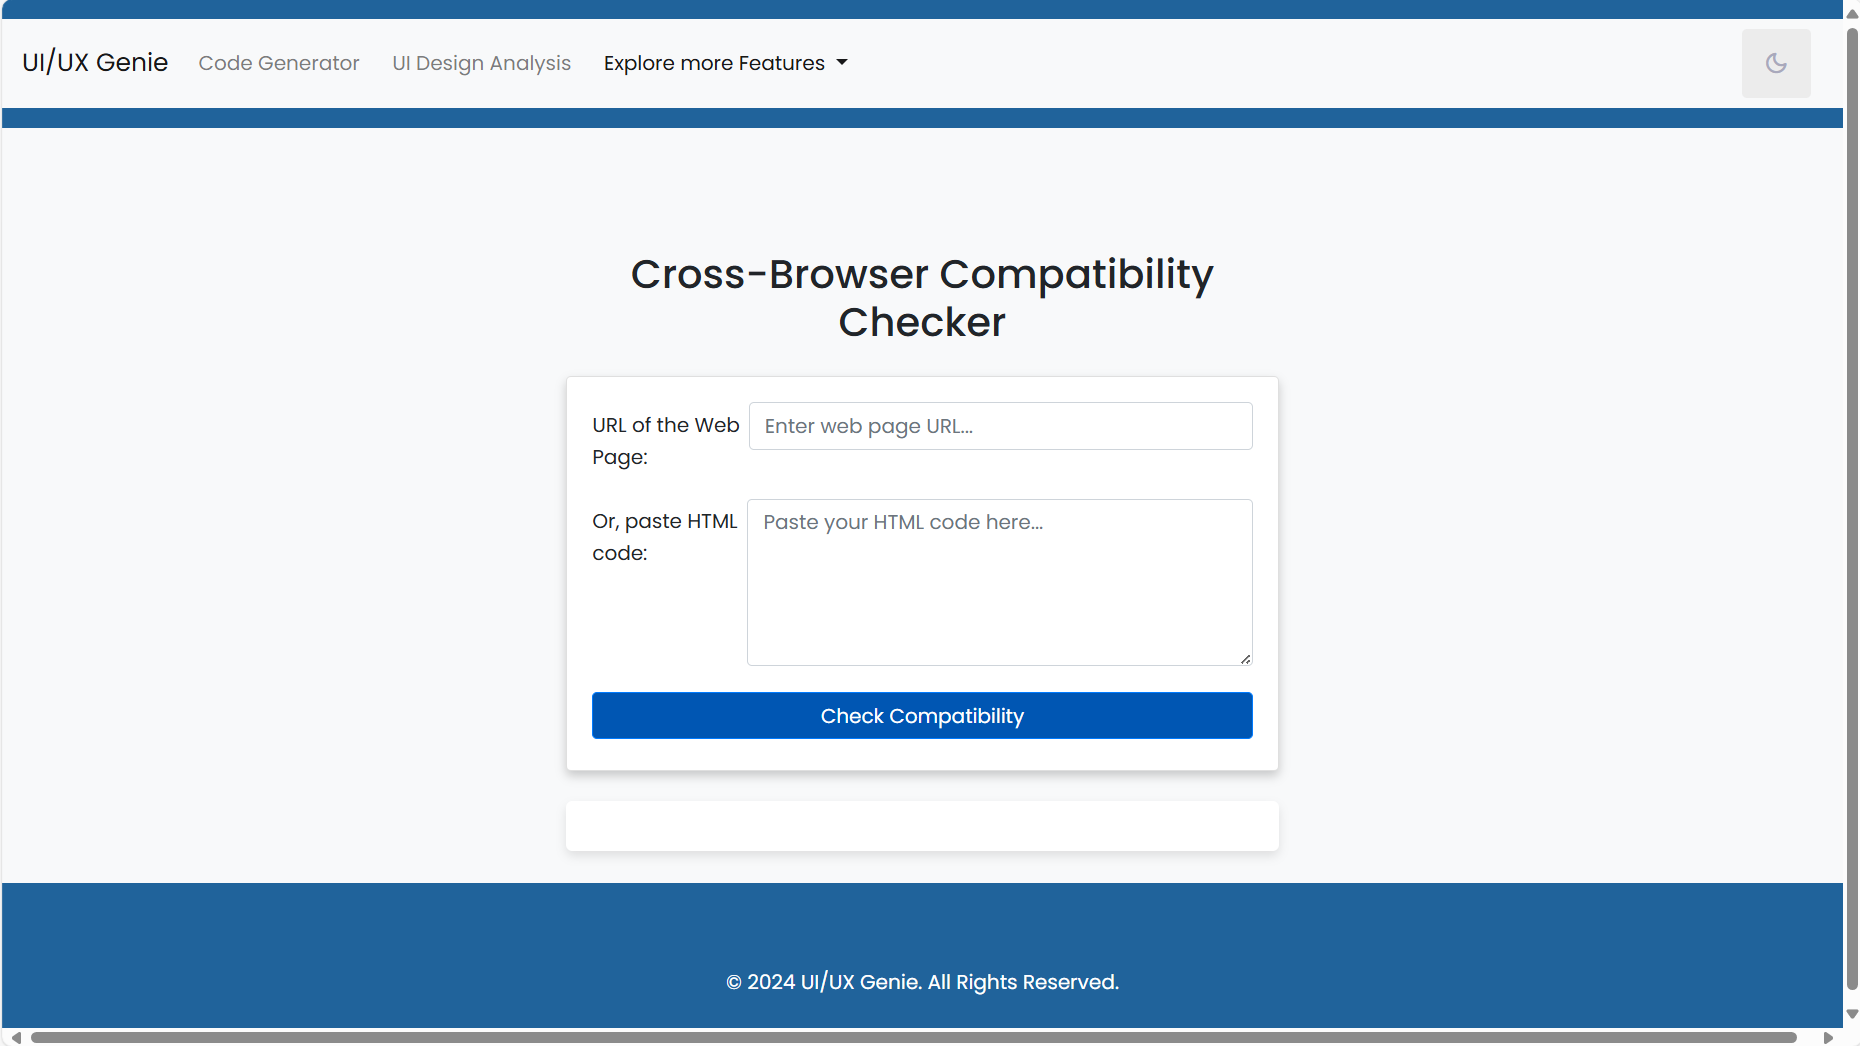 UI/UX Genie Code Generator UI Design Analysis Explore more Features
Cross-Browser Compatibility
Checker
URL of the Web
Page:
Enter web page URL...
Or, paste HTML
code:
Paste your HTML code here...
Check Compatibility
© 2024 UI/UX Genie. All Rights Reserved.